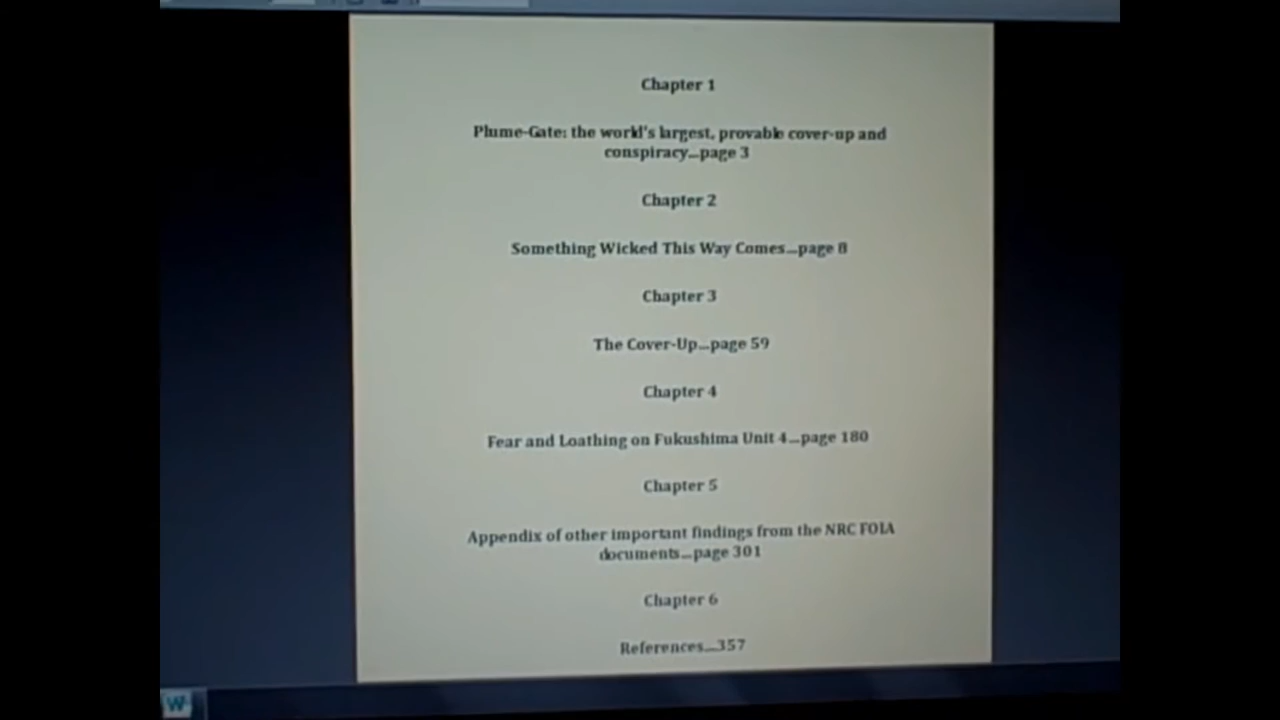 Chapter 1
Plume-Gate: the world's largest, provable cover-up and
conspiracy...page 3
Chapter 2
Something Wicked This Way Comes...page 8
Chapter 3
The Cover-Up...page 59
Chapter 4
Fear and Loathing on Fukushima Unit 4...page 180
Chapter 5
Appendix of other important findings from the NRC FOIA
documents...page 301
Chapter 6
References...357
W